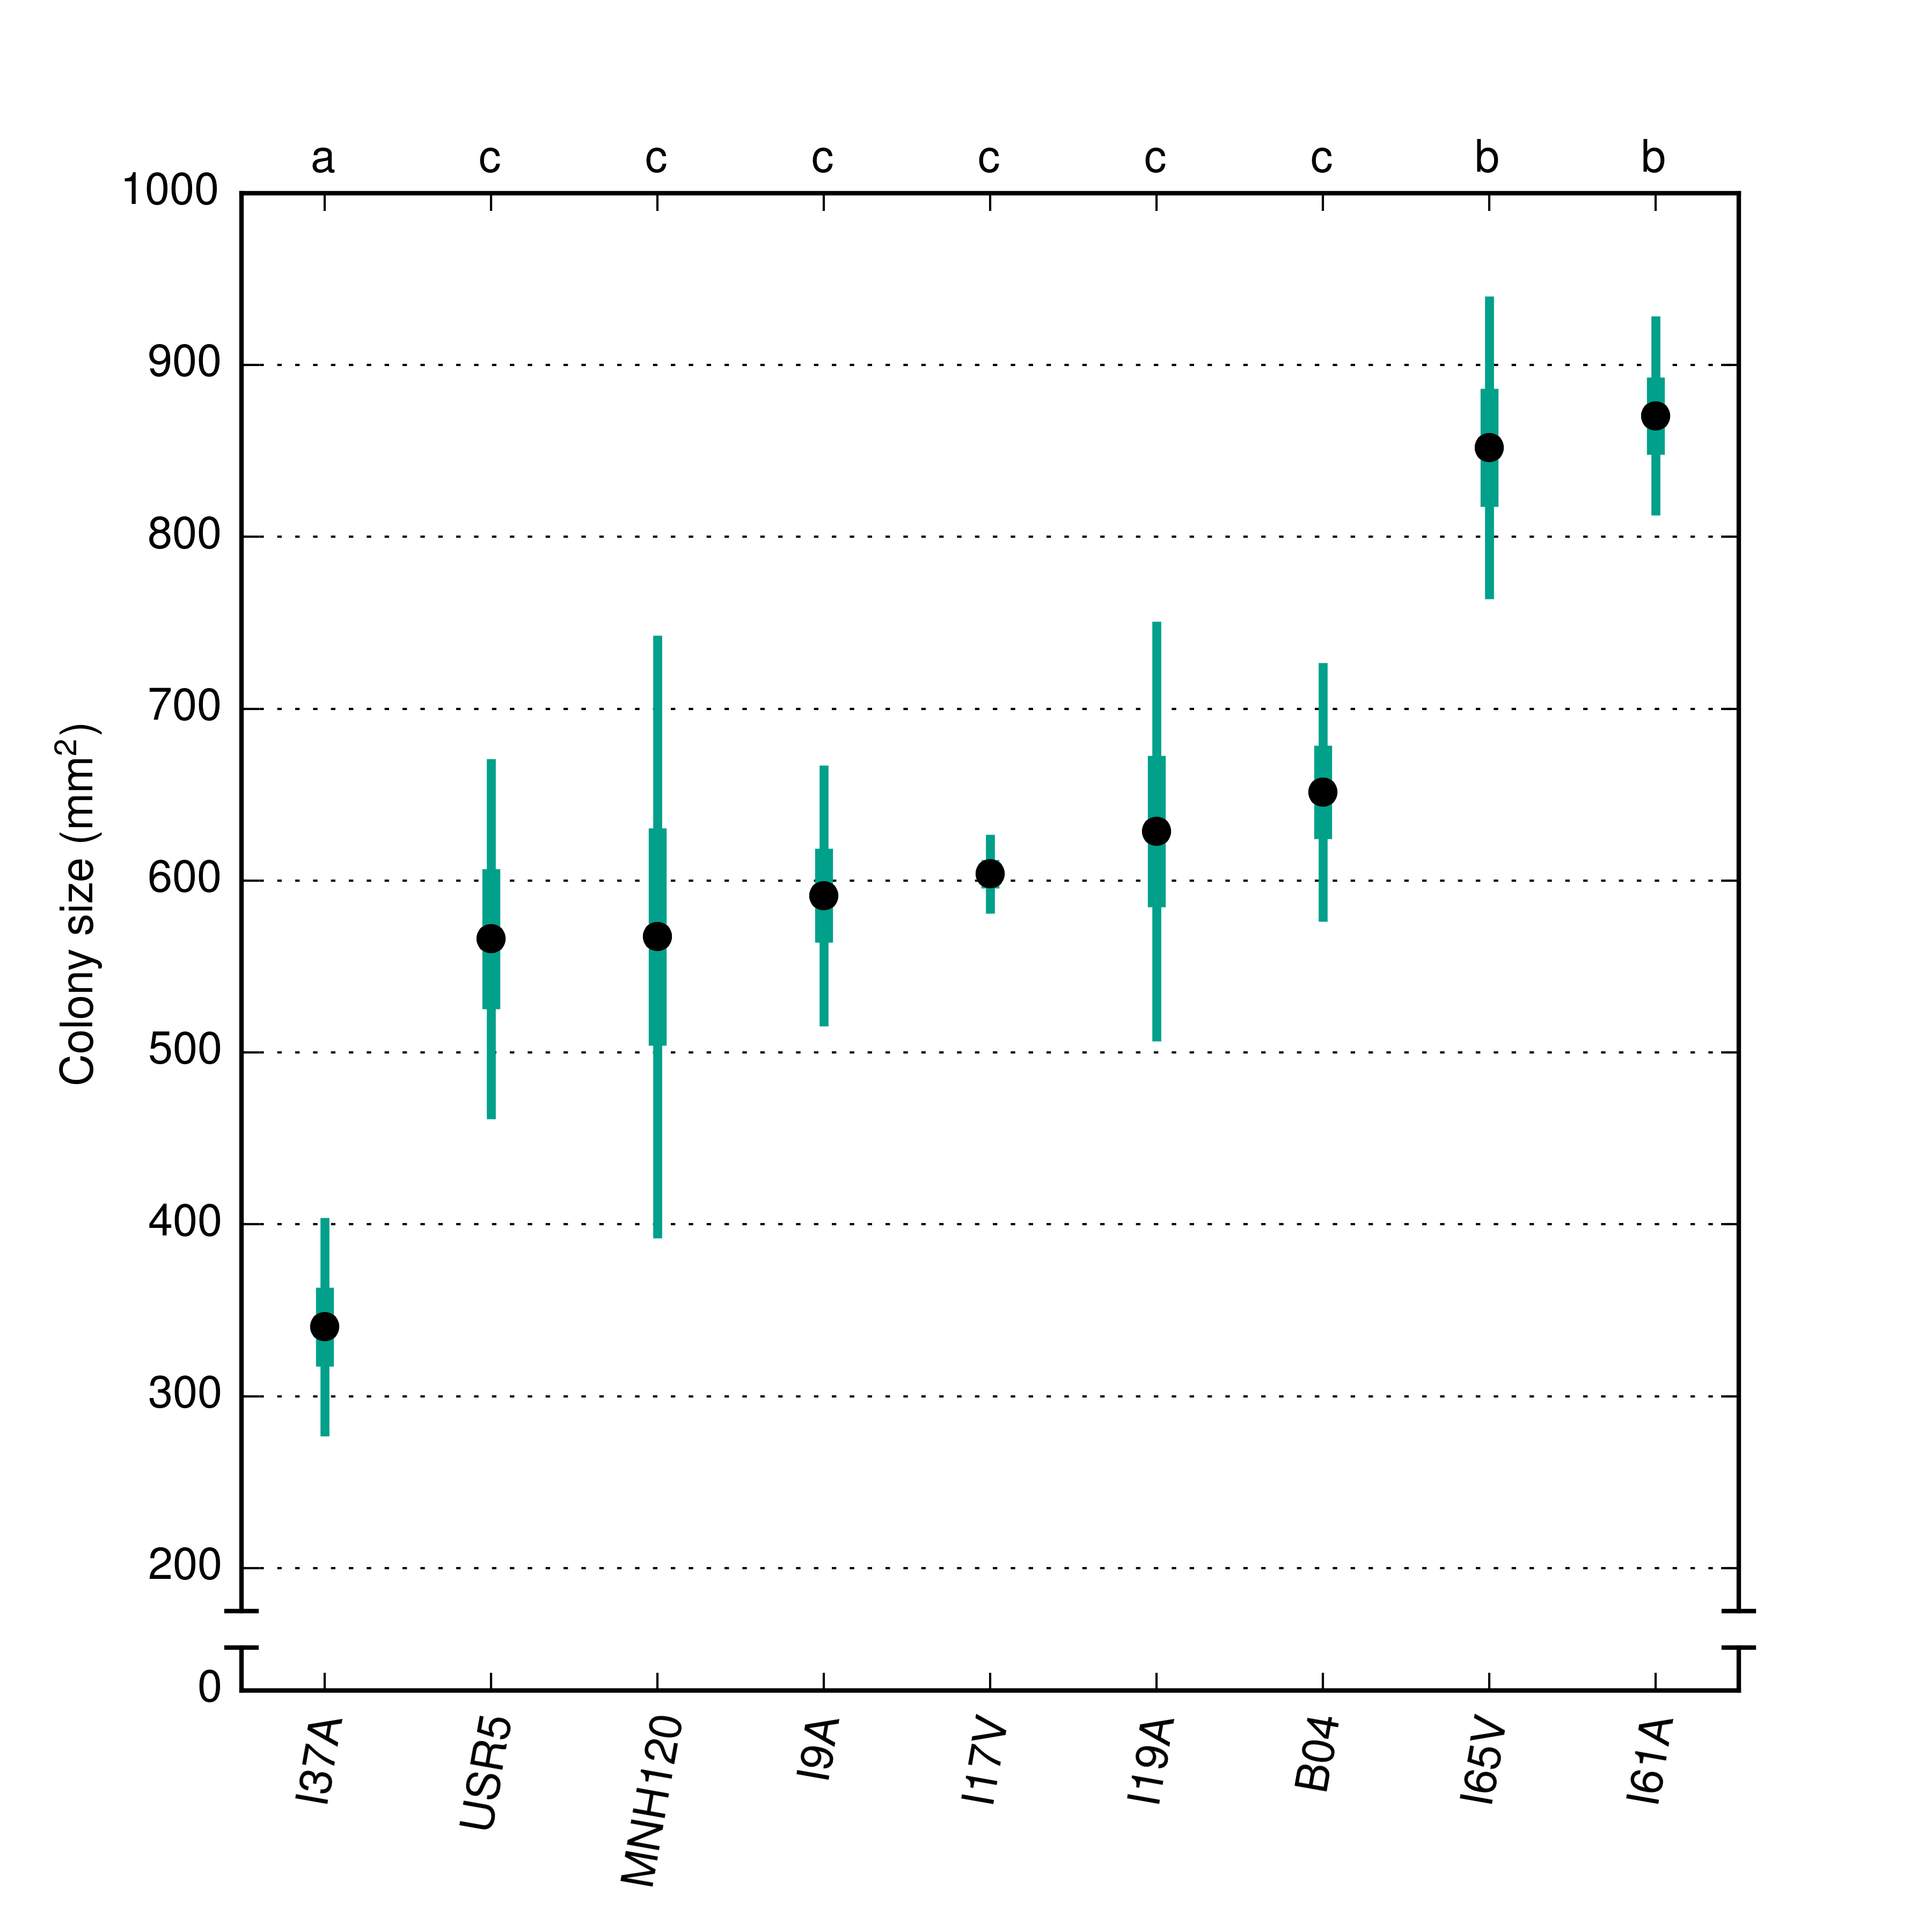 a c c c c c c b b
1000
900
800
700
600
500
400
300
200
0
Colony size (mm²)
I37A
USR5
MNH120
I9A
I17V
I19A
B04
I65V
I61A